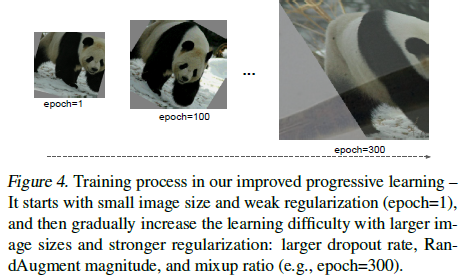 epoch=1
epoch=100
...
epoch=300
Figure 4. Training process in our improved progressive learning –
It starts with small image size and weak regularization (epoch=1),
and then gradually increase the learning difficulty with larger im-
age sizes and stronger regularization: larger dropout rate, Ran-
dAugment magnitude, and mixup ratio (e.g., epoch=300).